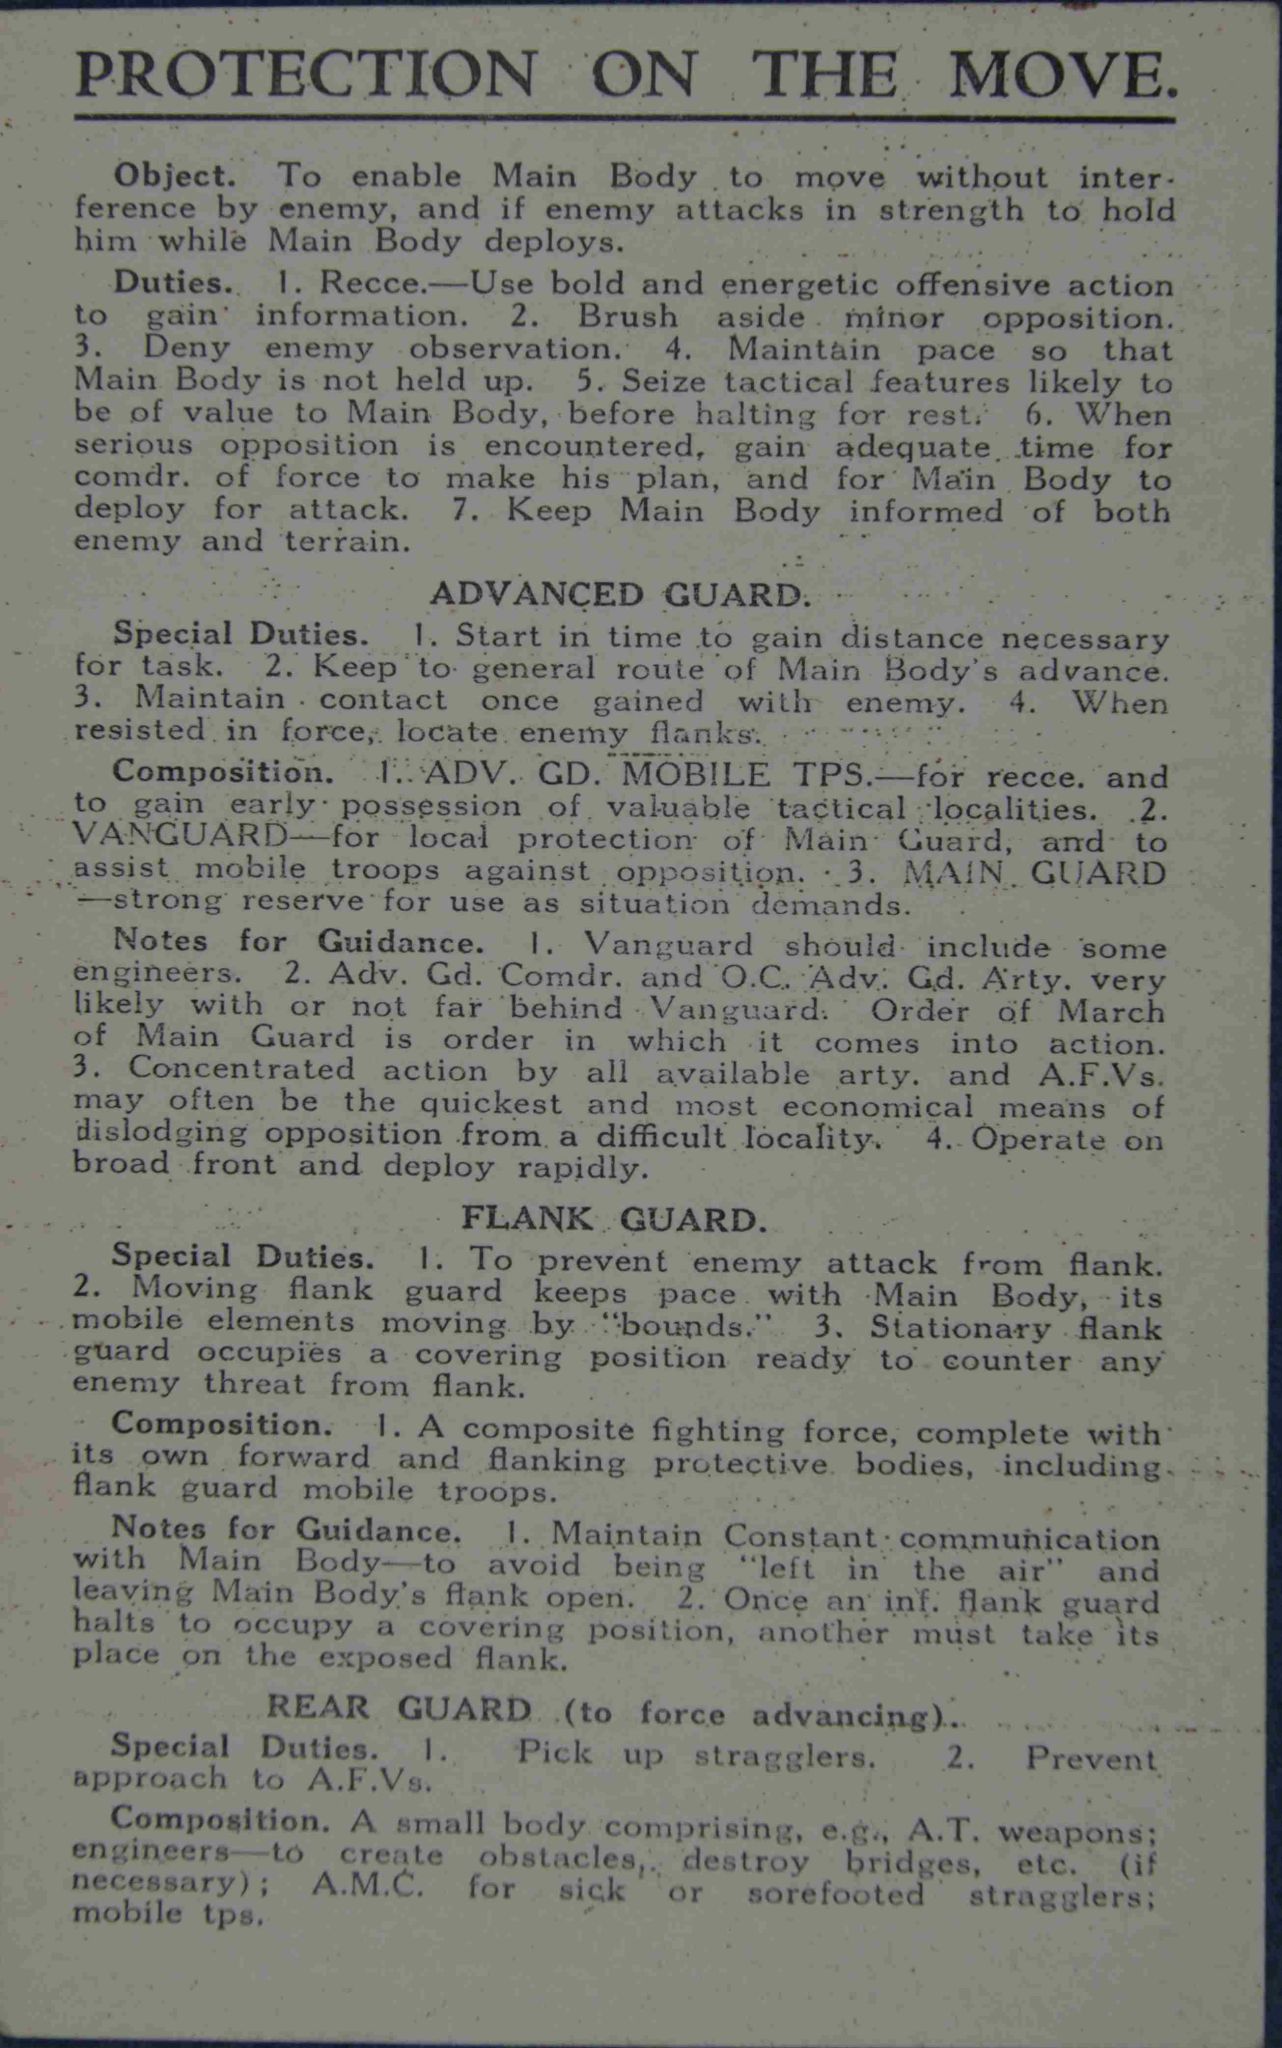 PROTECTION ON THE MOVE.
Object. To enable Main Body to move without inter-
ference by enemy, and if enemy attacks in strength to hold
him while Main Body deploys.
Duties. 1. Recce.—Use bold and energetic offensive action
to gain information. 2. Brush aside minor opposition.
3. Deny enemy observation. 4. Maintain pace so that
Main Body is not held up. 5. Seize tactical features likely to
be of value to Main Body, before halting for rest. 6. When
serious opposition is encountered, gain adequate time for
comdr. of force to make his plan, and for Main Body to
deploy for attack. 7. Keep Main Body informed of both
enemy and terrain.
ADVANCED GUARD.
Special Duties. 1. Start in time to gain distance necessary
for task. 2. Keep to general route of Main Body's advance.
3. Maintain contact once gained with enemy. 4. When
resisted in force, locate enemy flanks.
Composition. 1. ADV. GD. MOBILE TPS.—for recce. and
to gain early possession of valuable tactical localities. 2.
VANGUARD—for local protection of Main Guard, and to
assist mobile troops against opposition. 3. MAIN GUARD
—strong reserve for use as situation demands.
Notes for Guidance. 1. Vanguard should include some
engineers. 2. Adv. Gd. Comdr. and O.C. Adv. Gd. Arty. very
likely with or not far behind Vanguard. Order of March
of Main Guard is order in which it comes into action.
3. Concentrated action by all available arty. and A.F.Vs.
may often be the quickest and most economical means of
dislodging opposition from a difficult locality. 4. Operate on
broad front and deploy rapidly.
FLANK GUARD.
Special Duties. 1. To prevent enemy attack from flank.
2. Moving flank guard keeps pace with Main Body, its
mobile elements moving by "bounds." 3. Stationary flank
guard occupies a covering position ready to counter any
enemy threat from flank.
Composition. 1. A composite fighting force, complete with
its own forward and flanking protective bodies, including
flank guard mobile troops.
Notes for Guidance. 1. Maintain Constant communication
with Main Body—to avoid being "left in the air" and
leaving Main Body's flank open. 2. Once an inf. flank guard
halts to occupy a covering position, another must take its
place on the exposed flank.
REAR GUARD (to force advancing).
Special Duties. 1. Pick up stragglers. 2. Prevent
approach to A.F.Vs.
Composition. A small body comprising, e.g., A.T. weapons;
engineers—to create obstacles, destroy bridges, etc. (if
necessary); A.M.C. for sick or sorefooted stragglers;
mobile tps.